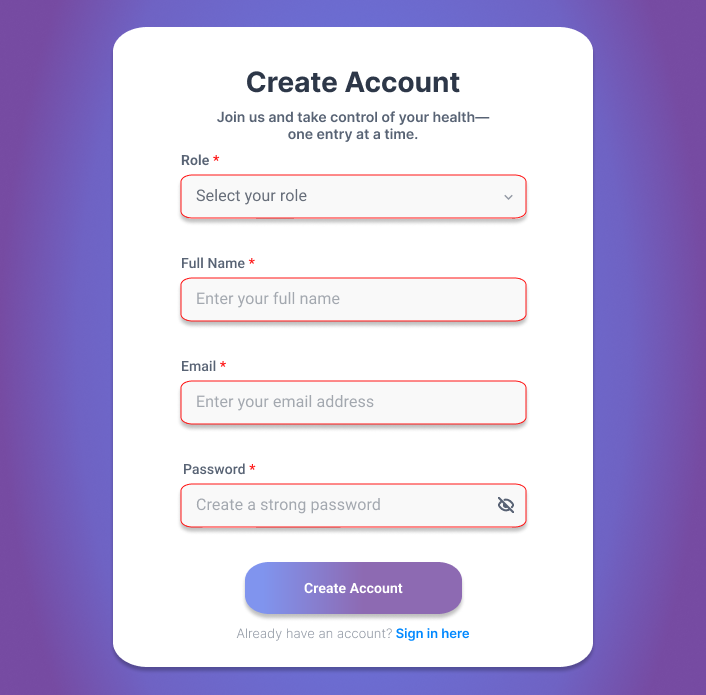 Create Account
Join us and take control of your health—
one entry at a time.
Role *
Select your role
Full Name *
Enter your full name
Email *
Enter your email address
Password *
Create a strong password
Create Account
Already have an account? Sign in here